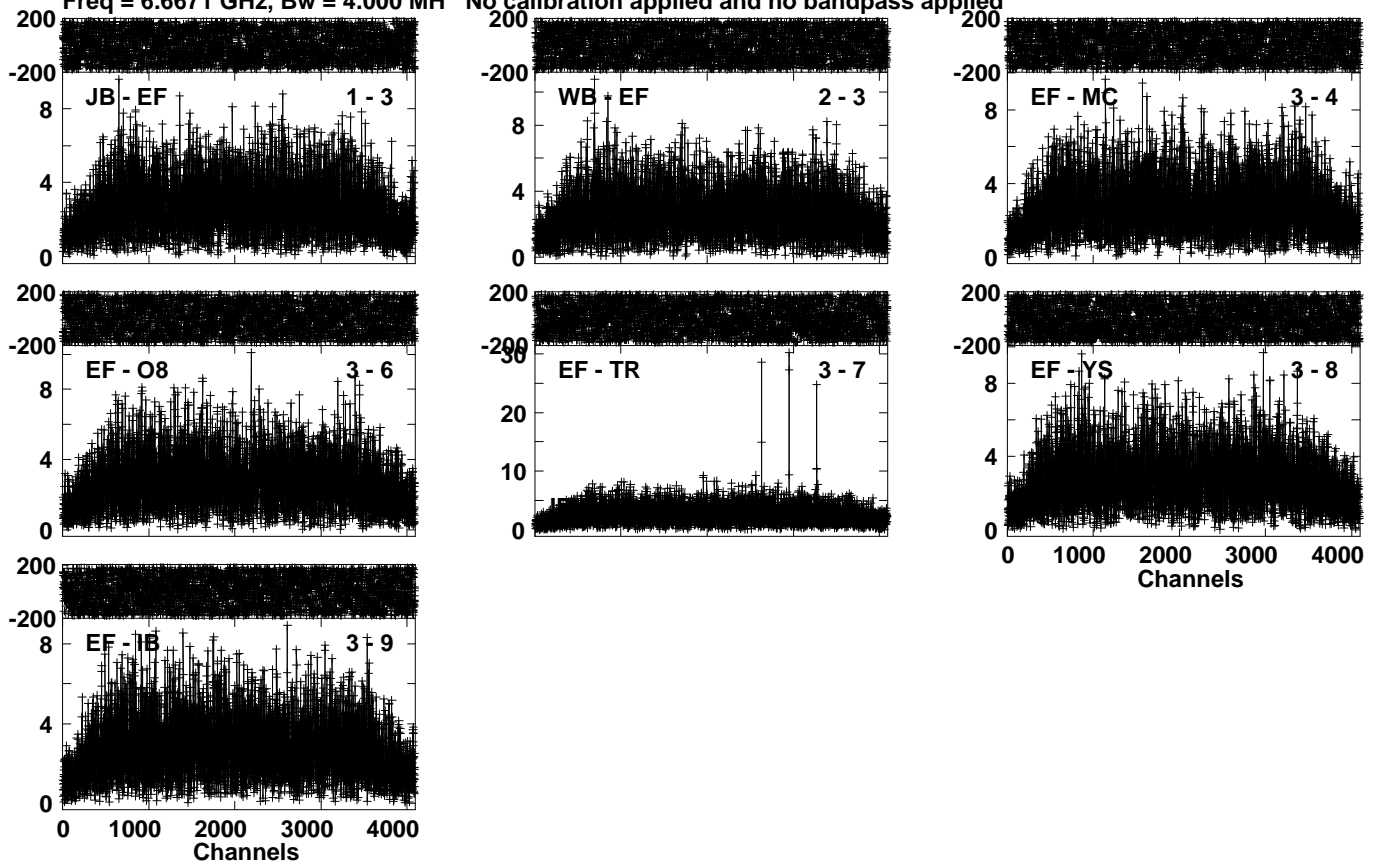 Freq = 6.6671 GHz, Bw = 4.000 MH No calibration applied and no bandpass applied
200 200 200
-200 -200 -200
JB - EF 1 - 3 WB - EF 2 - 3 EF - MC 3 - 4
8 8 8
4 4 4
0 0 0
200 200 200
-200 -200 -200
EF - O8 3 - 6 30 EF - TR 3 - 7 EF - YS 3 - 8
8 20 8
4 10 4
0 0 0
0 1000 2000 3000 4000
Channels
200
-200
EF - IB 3 - 9
8
4
0
0 1000 2000 3000 4000
Channels